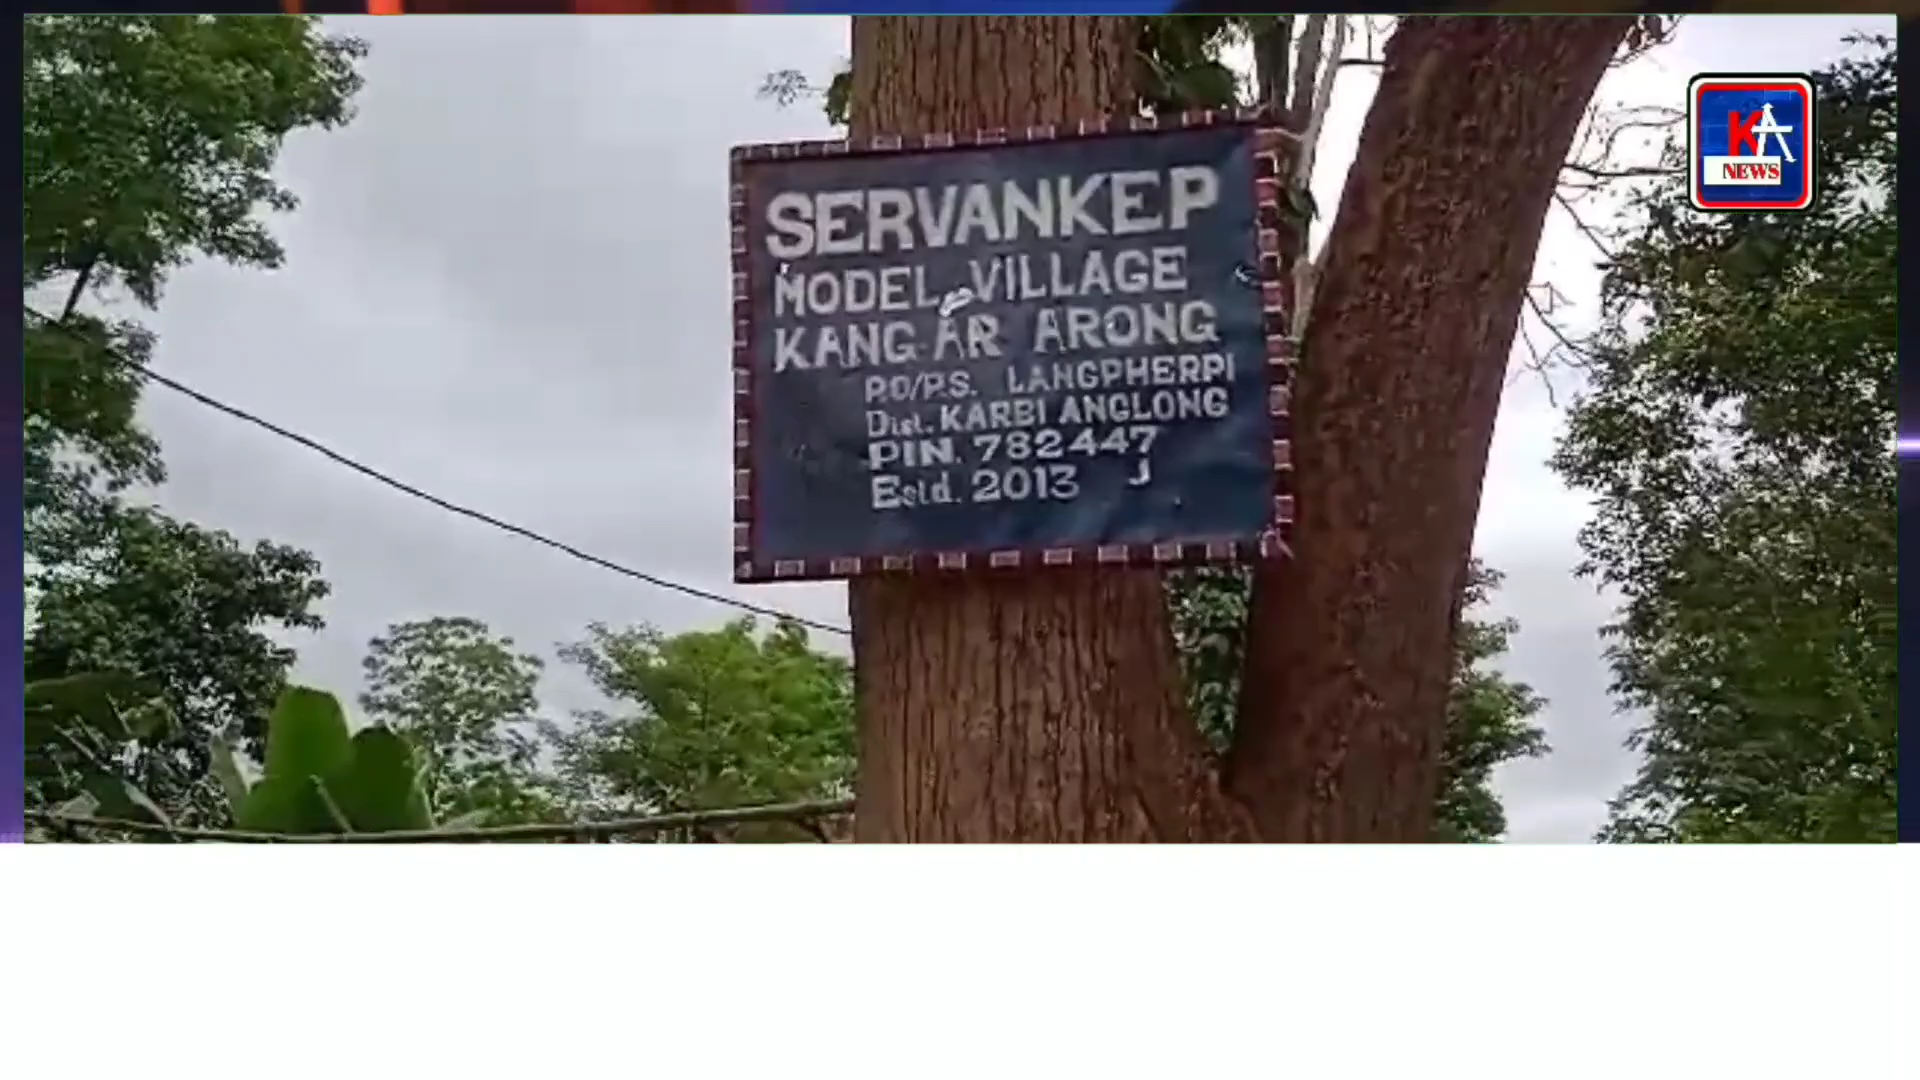 KA
NEWS
SERVANKEP
MODEL VILLAGE
KANG AR ARONG
P.O/P.S. LANGPHERPI
Dist. KARBI ANGLONG
PIN. 782447
Estd. 2013